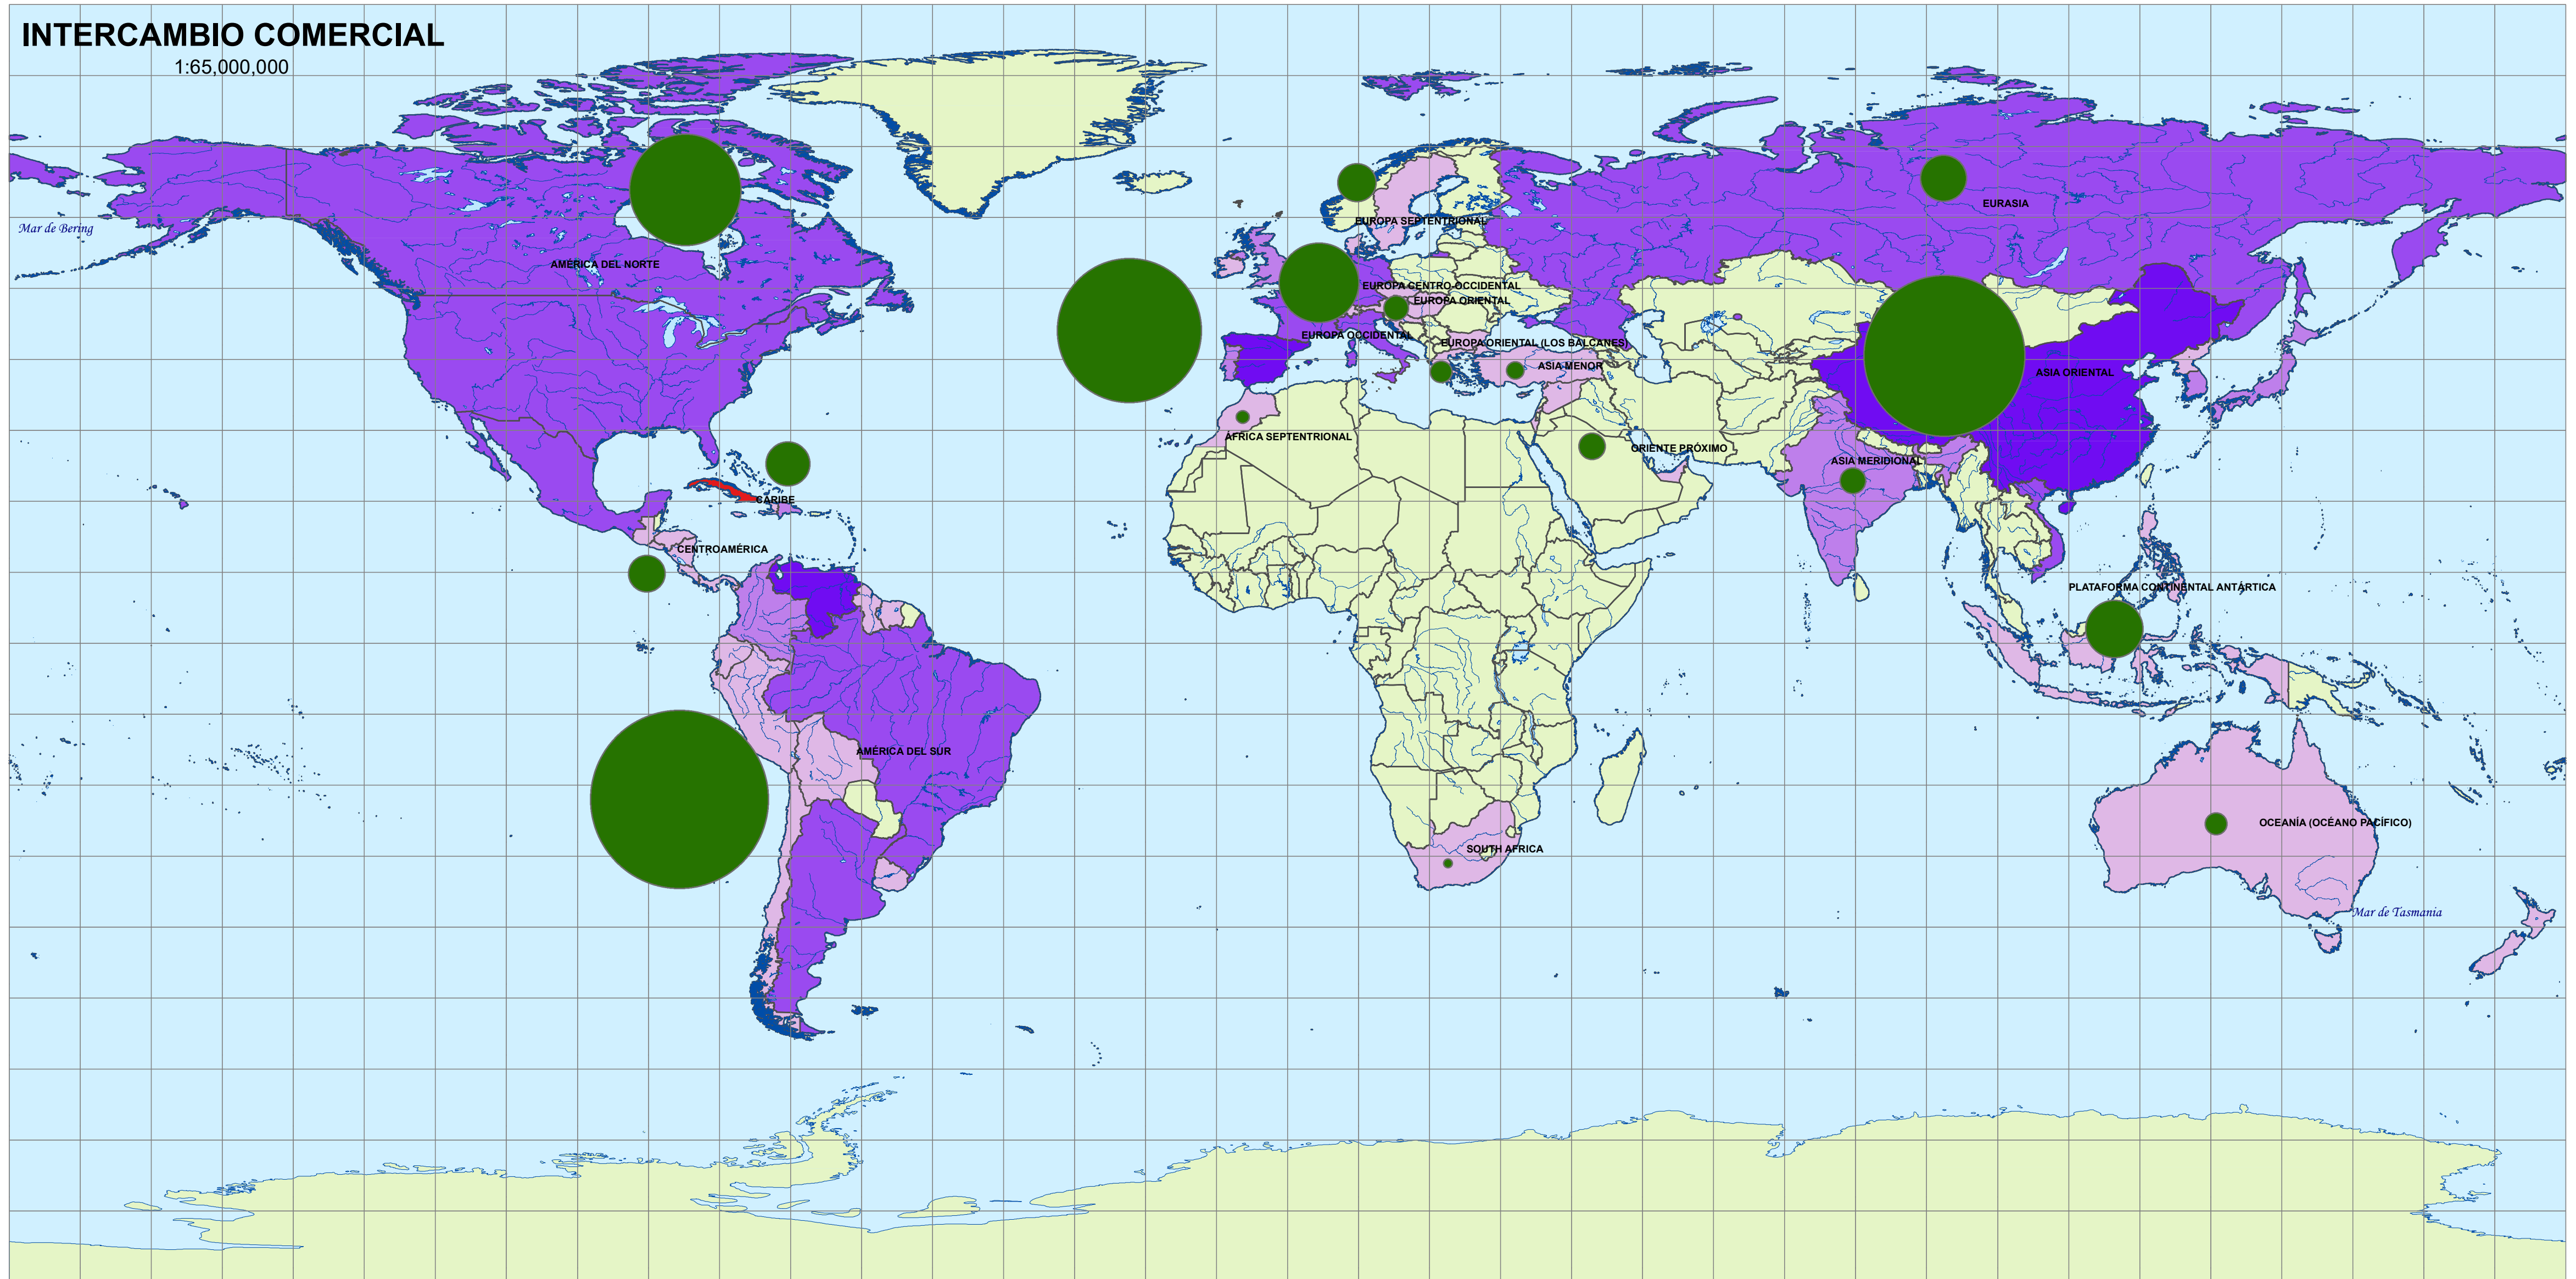 INTERCAMBIO COMERCIAL
1:65,000,000
Mar de Bering
EURASIA
EUROPA SEPTENTRIONAL
AMÉRICA DEL NORTE
EUROPA CENTRO-OCCIDENTAL
EUROPA ORIENTAL
EUROPA OCCIDENTAL
EUROPA ORIENTAL (LOS BALCANES)
ASIA MENOR
ASIA ORIENTAL
ÁFRICA SEPTENTRIONAL
ORIENTE PRÓXIMO
ASIA MERIDIONAL
CARIBE
CENTROAMÉRICA
PLATAFORMA CONTINENTAL ANTÁRTICA
AMÉRICA DEL SUR
OCEANÍA (OCÉANO PACÍFICO)
SOUTH AFRICA
Mar de Tasmania